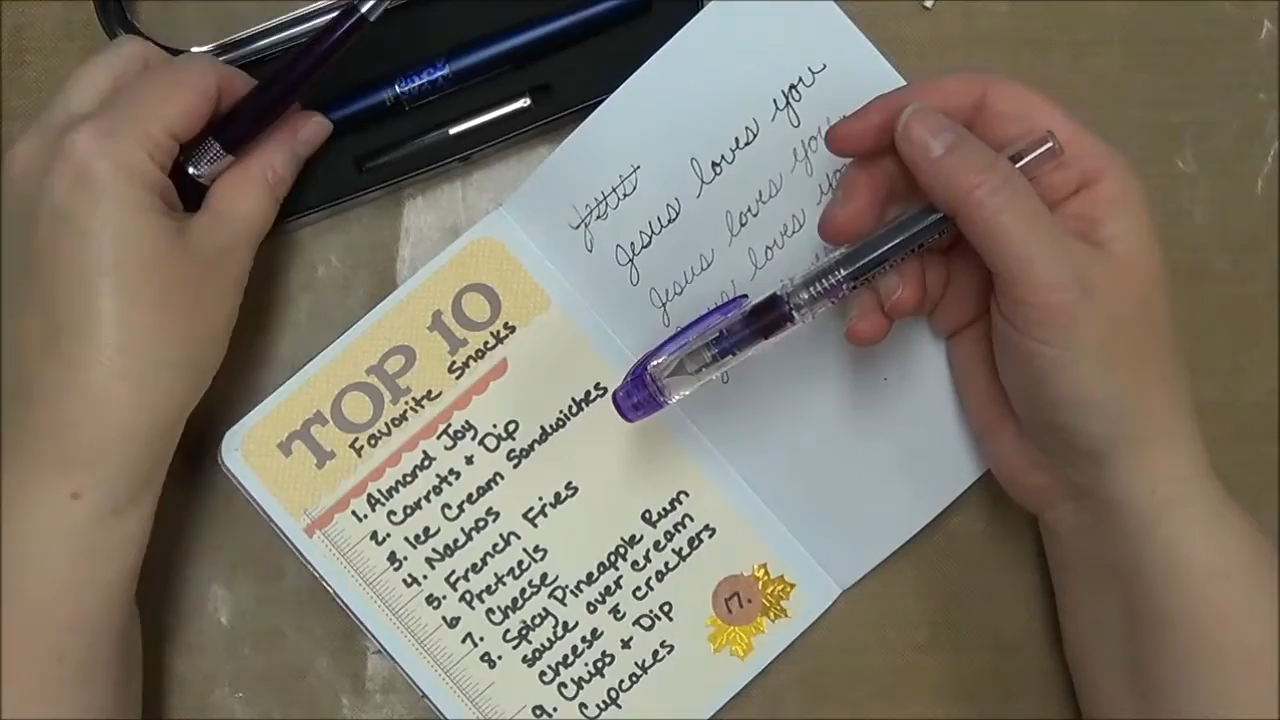 TOP 10
Favorite Snacks
1. Almond Joy
2. Carrots + Dip
3. Ice Cream Sandwiches
4. Nachos
5. French Fries
6 Pretzels
7. Cheese
8. Spicy Pineapple Rum
sauce over cream
cheese c̄ crackers
9. Chips + Dip
Cupcakes
17.
Jesus loves you
Jesus loves you
loves